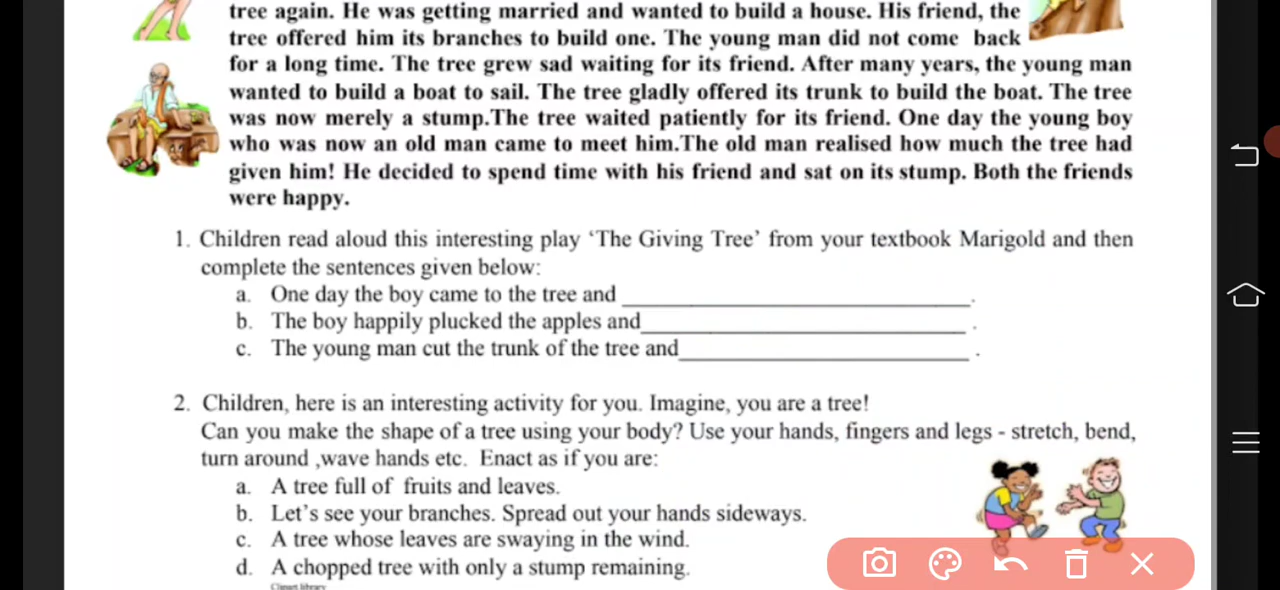 tree again. He was getting married and wanted to build a house. His friend, the
tree offered him its branches to build one. The young man did not come back
for a long time. The tree grew sad waiting for its friend. After many years, the young man
wanted to build a boat to sail. The tree gladly offered its trunk to build the boat. The tree
was now merely a stump.The tree waited patiently for its friend. One day the young boy
who was now an old man came to meet him.The old man realised how much the tree had
given him! He decided to spend time with his friend and sat on its stump. Both the friends
were happy.
1. Children read aloud this interesting play ‘The Giving Tree’ from your textbook Marigold and then
complete the sentences given below:
a. One day the boy came to the tree and ______________________________.
b. The boy happily plucked the apples and____________________________ .
c. The young man cut the trunk of the tree and_________________________ .
2. Children, here is an interesting activity for you. Imagine, you are a tree!
Can you make the shape of a tree using your body? Use your hands, fingers and legs - stretch, bend,
turn around ,wave hands etc. Enact as if you are:
a. A tree full of fruits and leaves.
b. Let’s see your branches. Spread out your hands sideways.
c. A tree whose leaves are swaying in the wind.
d. A chopped tree with only a stump remaining.
Clipart library